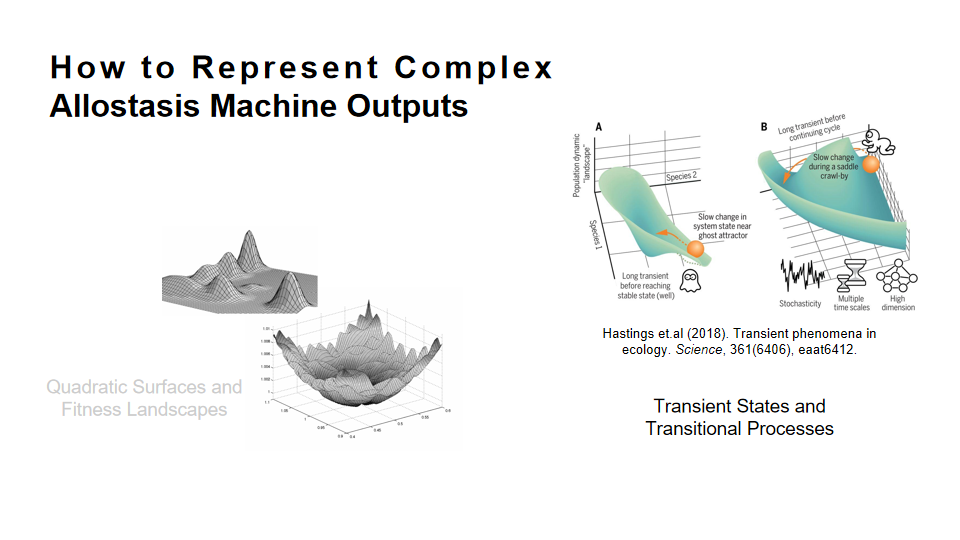 How to Represent Complex
Allostasis Machine Outputs
A
Population dynamic
"landscape"
Species 2
Species 1
Slow change in
system state near
ghost attractor
Long transient
before reaching
stable state (well)
B
Long transient before
continuing cycle
Slow change
during a saddle
crawl-by
Stochasticity
Multiple
time scales
High
dimension
Hastings et.al (2018). Transient phenomena in
ecology. Science, 361(6406), eaat6412.
Quadratic Surfaces and
Fitness Landscapes
Transient States and
Transitional Processes